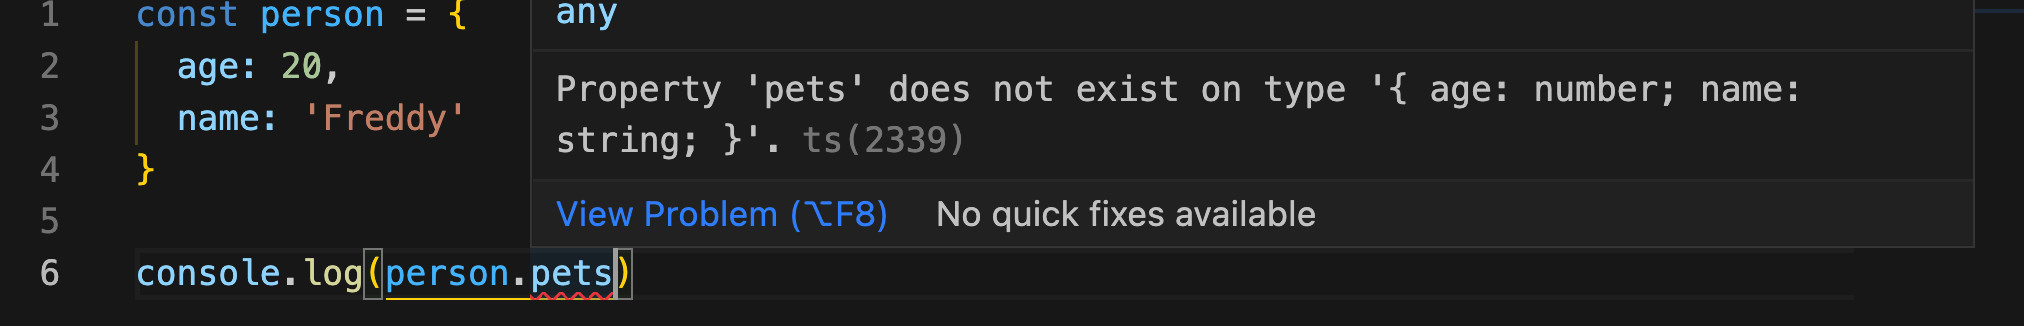 1 const person = {
2 age: 20,
3 name: 'Freddy'
4 }
5
6 console.log(person.pets)
any
Property 'pets' does not exist on type '{ age: number; name:
string; }'. ts(2339)
View Problem (⌥F8) No quick fixes available